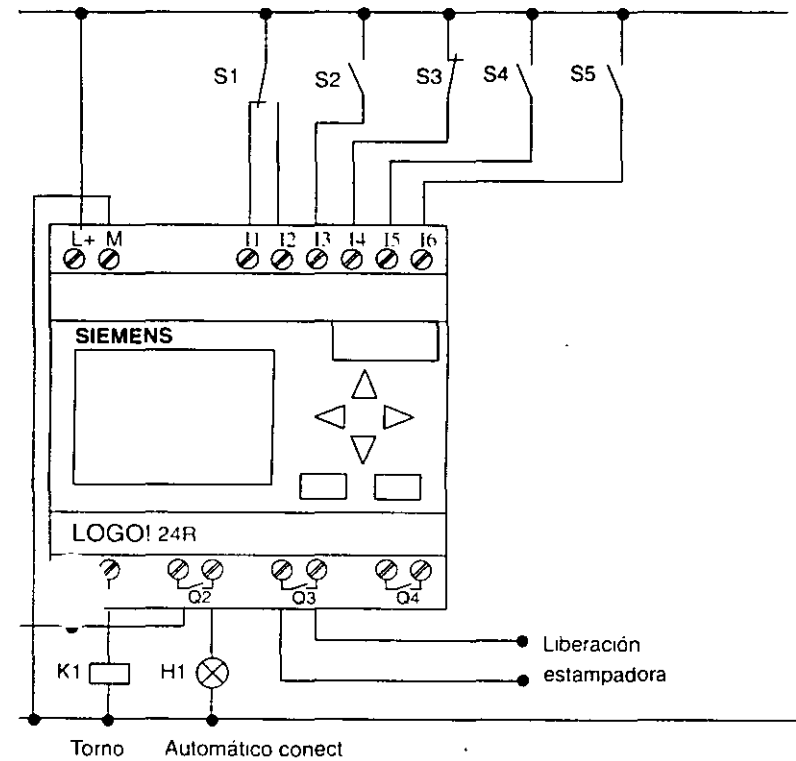 S1 S2 S3 S4 S5
L+ M I1 I2 I3 I4 I5 I6
SIEMENS
LOGO! 24R
Q2 Q3 Q4
Liberación
estampadora
K1 H1
Torno Automático conect